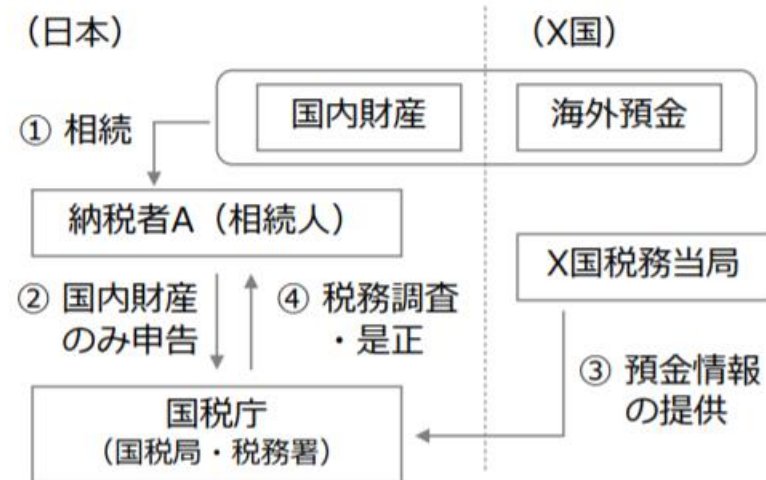 （日本）
（X国）
国内財産
海外預金
① 相続
納税者A（相続人）
X国税務当局
② 国内財産
のみ申告
④ 税務調査
・是正
③ 預金情報
の提供
国税庁
（国税局・税務署）